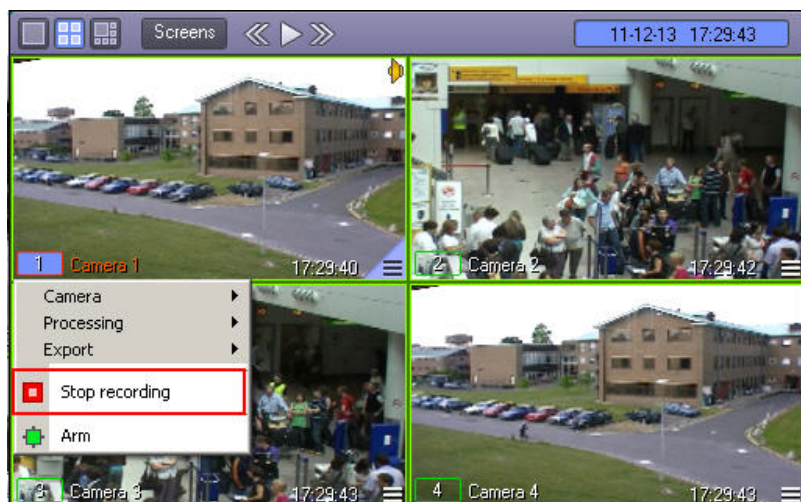 Screens
11-12-13 17:29:43
1 Camera 1 17:29:40
2 Camera 2 17:29:42
Camera
Processing
Export
Stop recording
Arm
3 Camera 3 17:29:43
4 Camera 4 17:29:43